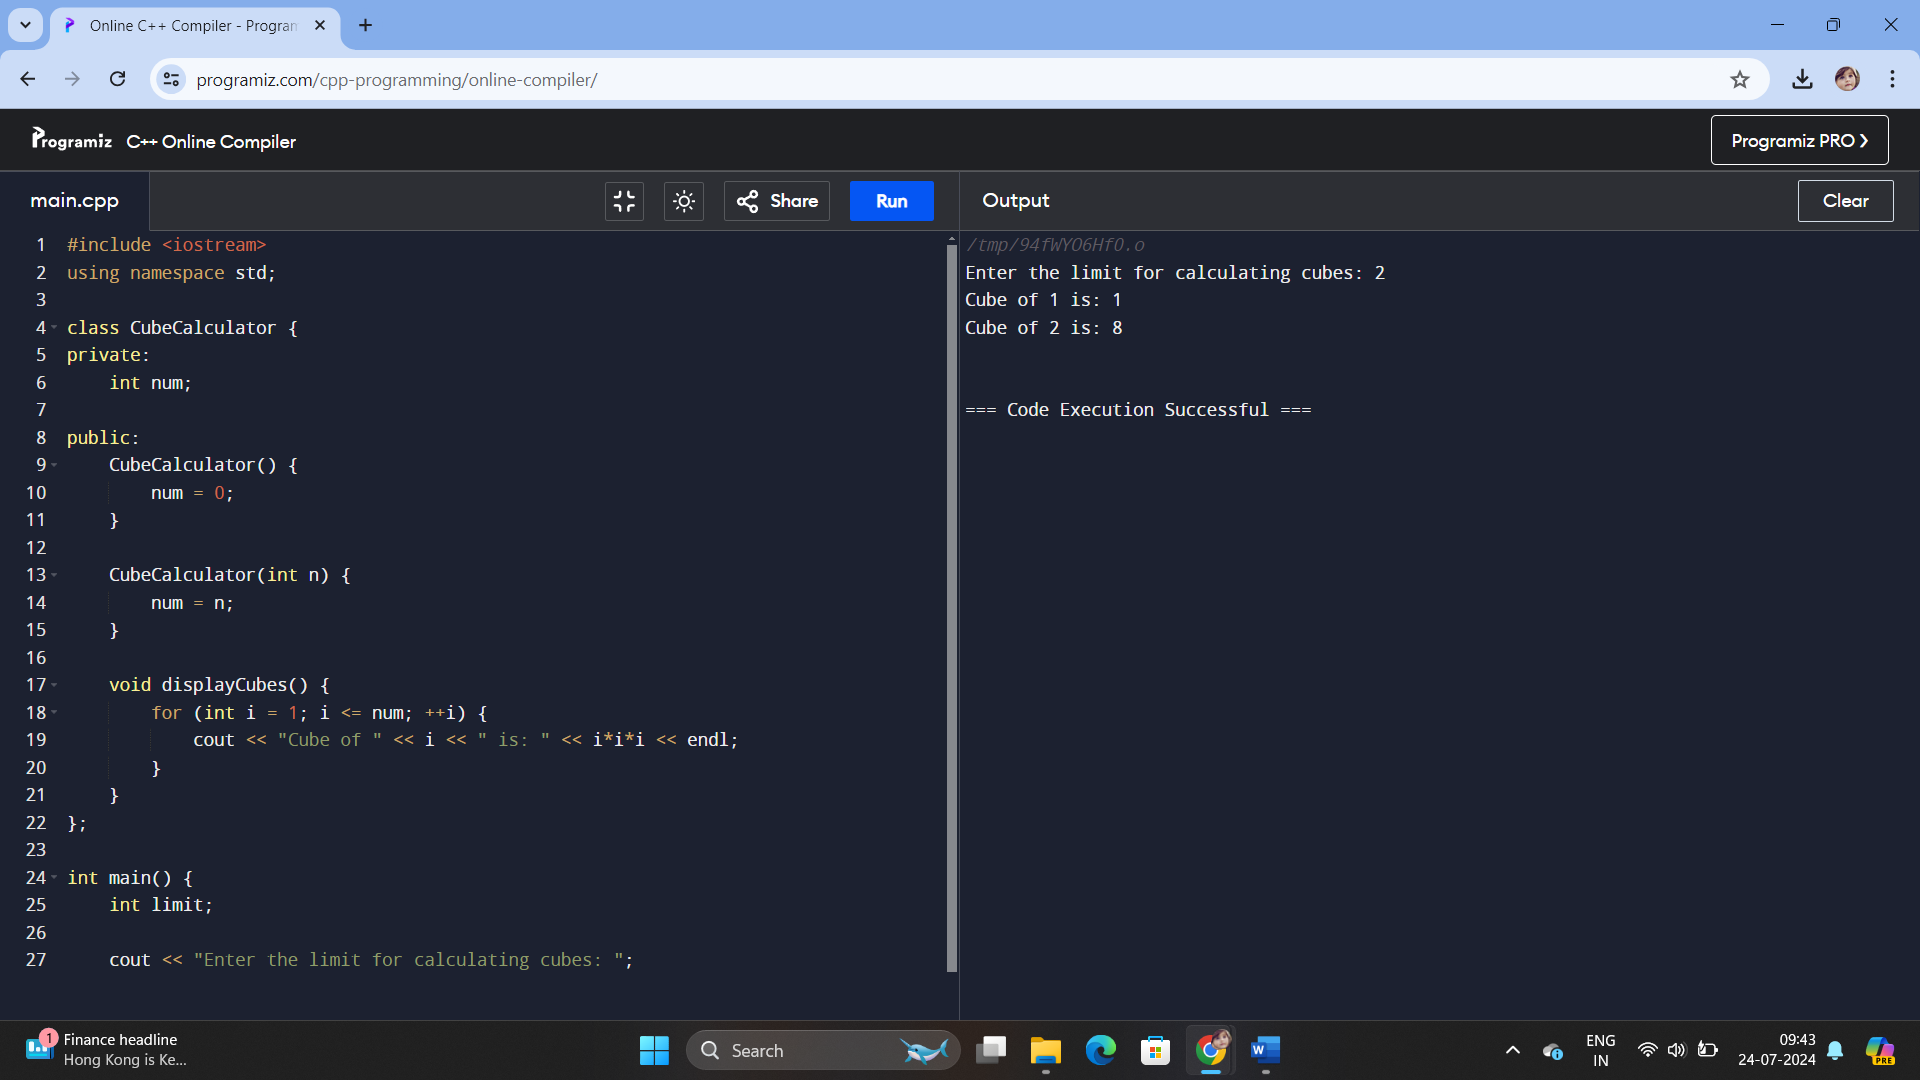 Online C++ Compiler - Program
programiz.com/cpp-programming/online-compiler/
Programiz C++ Online Compiler
Programiz PRO
main.cpp
Share
Run
Output
Clear
1 #include <iostream>
2 using namespace std;
3
4 class CubeCalculator {
5 private:
6     int num;
7
8 public:
9     CubeCalculator() {
10         num = 0;
11     }
12
13     CubeCalculator(int n) {
14         num = n;
15     }
16
17     void displayCubes() {
18         for (int i = 1; i <= num; ++i) {
19             cout << "Cube of " << i << " is: " << i*i*i << endl;
20         }
21     }
22 };
23
24 int main() {
25     int limit;
26
27     cout << "Enter the limit for calculating cubes: ";
/tmp/94fWYO6HfO.o
Enter the limit for calculating cubes: 2
Cube of 1 is: 1
Cube of 2 is: 8
=== Code Execution Successful ===
1
Finance headline
Hong Kong is Ke...
Search
W
ENG
IN
09:43
24-07-2024
PRE